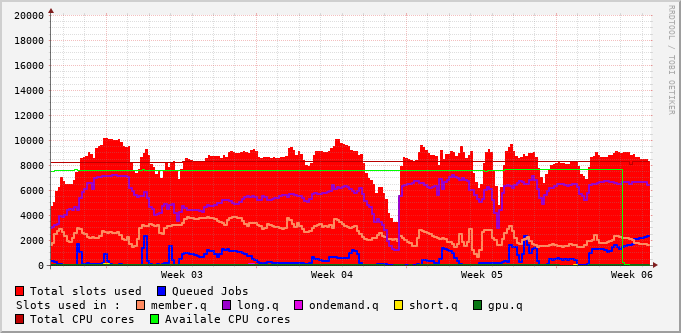 RRDTOOL / TOBI OETIKER
20000
18000
16000
14000
12000
10000
8000
6000
4000
2000
0
Week 03 Week 04 Week 05 Week 06
Total slots used Queued Jobs
Slots used in : member.q long.q ondemand.q short.q gpu.q
Total CPU cores Availale CPU cores